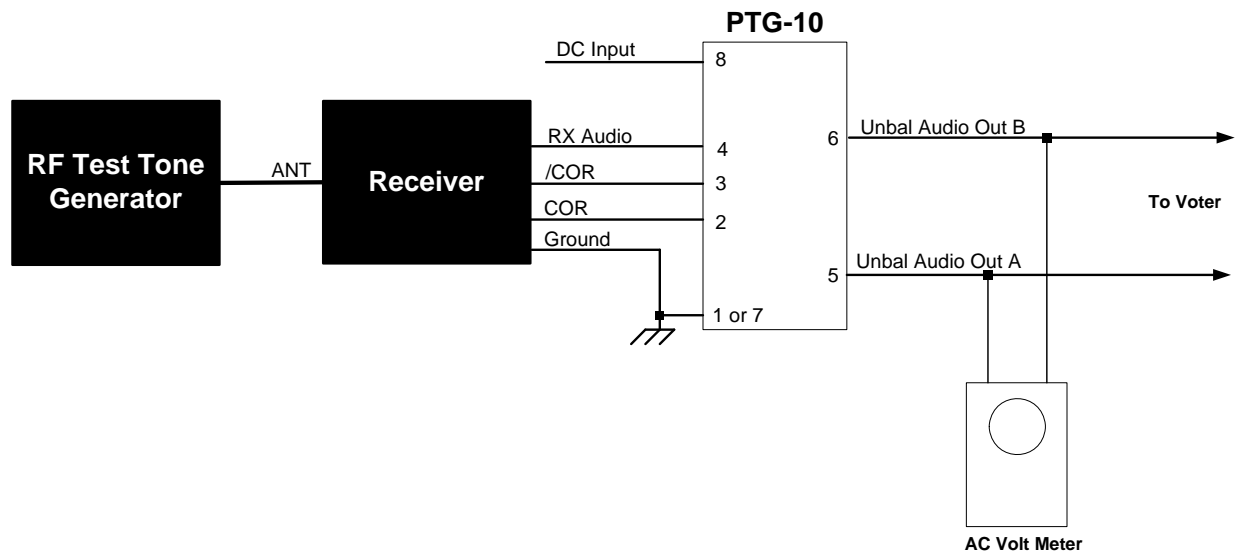 PTG-10
DC Input
8
RF Test Tone
Generator
ANT
Receiver
RX Audio
4
/COR
3
COR
2
Ground
1 or 7
6
Unbal Audio Out B
To Voter
5
Unbal Audio Out A
AC Volt Meter